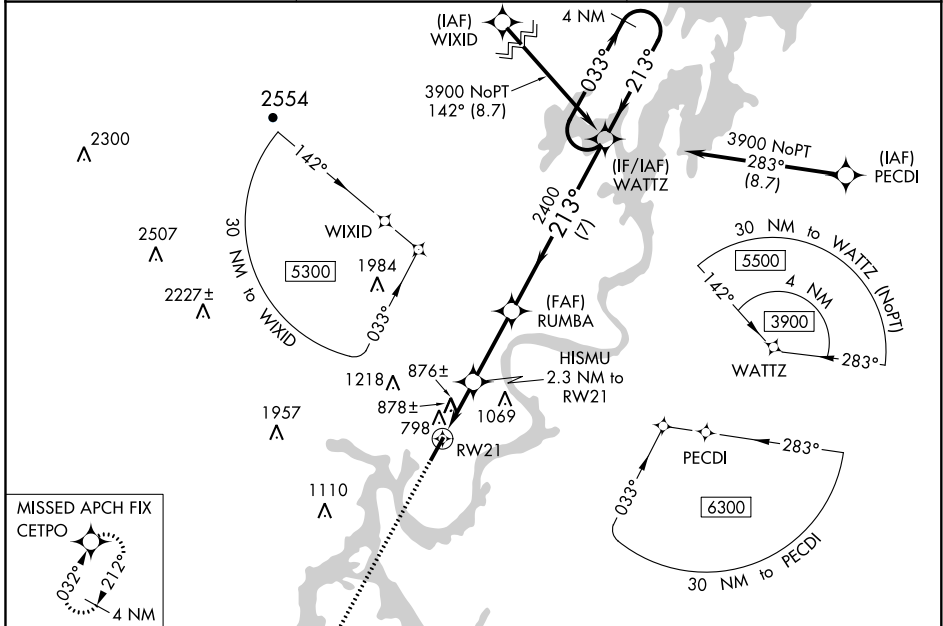 (IAF)
WIXID
4 NM
033°
213°
3900 NoPT
142° (8.7)
2554
2300
142°
WIXID
(IF/IAF)
WATTZ
3900 NoPT
283°
(8.7)
(IAF)
PECDI
2400
213°
(7)
2507
30 NM to WIXID
5300
1984
2227±
033°
30 NM to WATTZ (NoPT)
5500
4 NM
142°
3900
283°
WATTZ
(FAF)
RUMBA
HISMU
2.3 NM to
RW21
1218
876±
878±
1069
798
1957
RW21
283°
PECDI
033°
6300
30 NM to PECDI
1110
MISSED APCH FIX
CETPO
032°
212°
4 NM